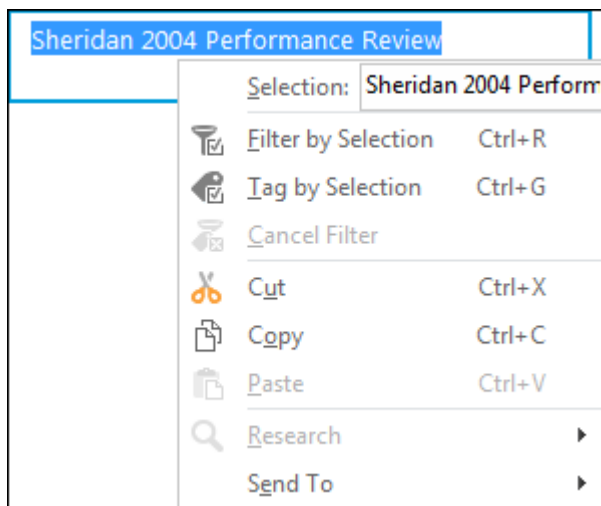 Sheridan 2004 Performance Review
Selection: Sheridan 2004 Perform
Filter by Selection Ctrl+R
Tag by Selection Ctrl+G
Cancel Filter
Cut Ctrl+X
Copy Ctrl+C
Paste Ctrl+V
Research
Send To